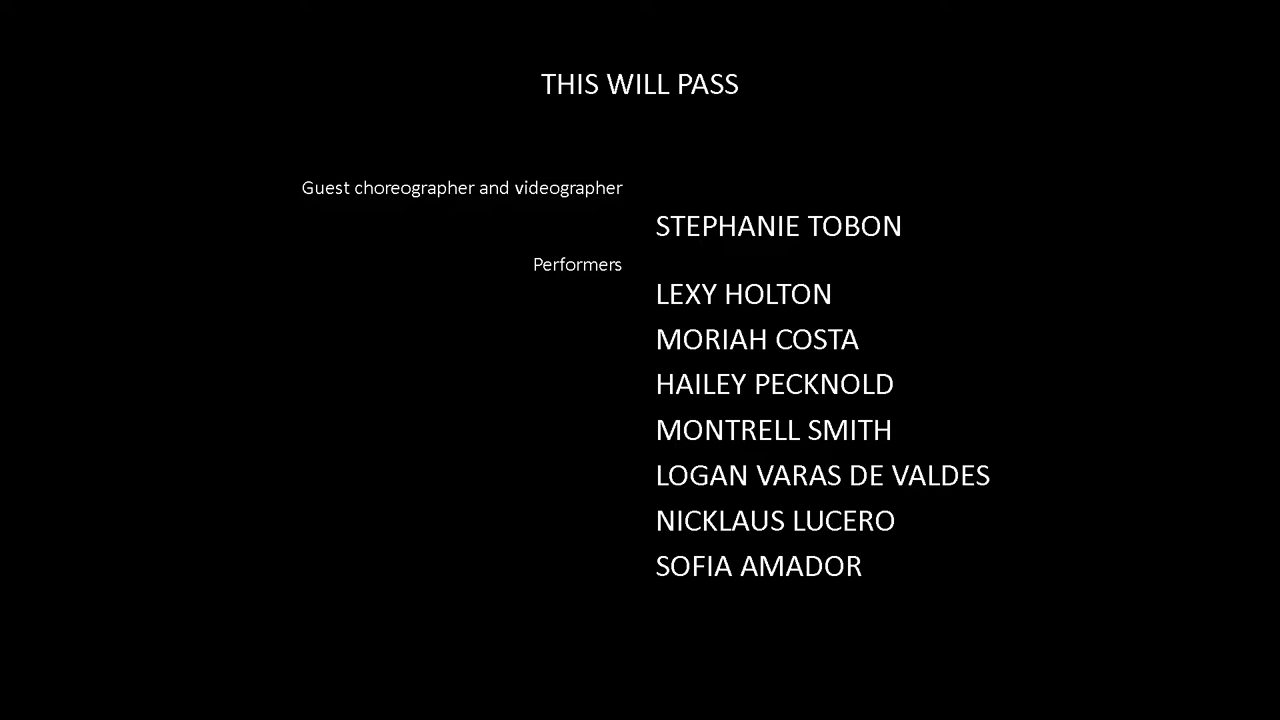 THIS WILL PASS
Guest choreographer and videographer
STEPHANIE TOBON
Performers
LEXY HOLTON
MORIAH COSTA
HAILEY PECKNOLD
MONTRELL SMITH
LOGAN VARAS DE VALDES
NICKLAUS LUCERO
SOFIA AMADOR